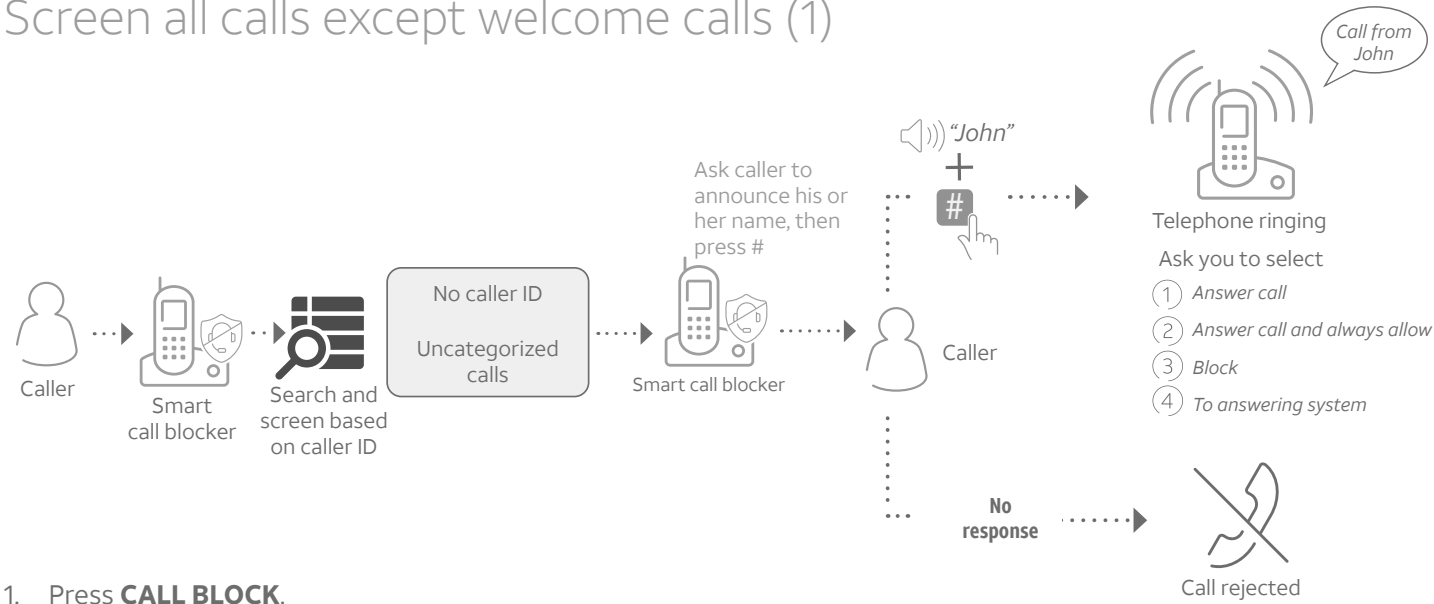 Screen all calls except welcome calls (1)
Call from
John
"John"
+
#
Ask caller to
announce his or
her name, then
press #
Telephone ringing
Ask you to select
1 Answer call
2 Answer call and always allow
3 Block
4 To answering system
No caller ID
Uncategorized
calls
Caller
Smart
call blocker
Search and
screen based
on caller ID
Smart call blocker
Caller
No
response
Call rejected
1. Press CALL BLOCK.